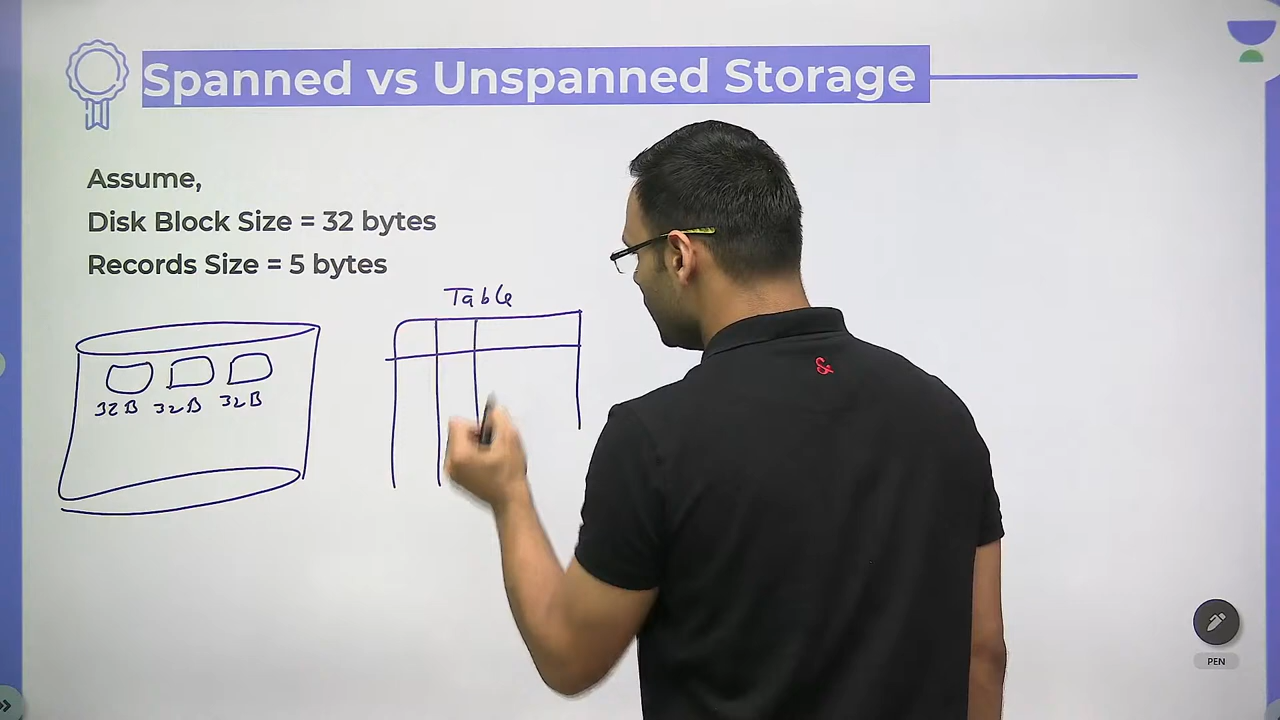 Spanned vs Unspanned Storage
Assume,
Disk Block Size = 32 bytes
Records Size = 5 bytes
Table
32B 32B 32B
&
PEN